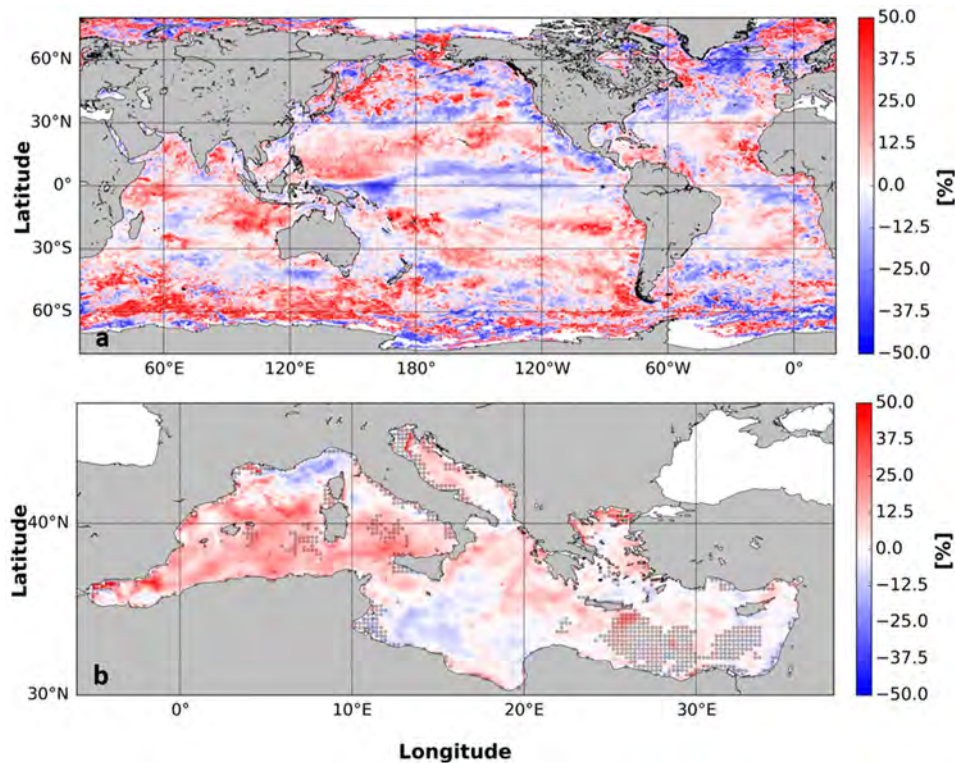 60°N
30°N
0°
30°S
60°S
Latitude
a
60°E
120°E
180°
120°W
60°W
0°
50.0
37.5
25.0
12.5
0.0
−12.5
−25.0
−37.5
−50.0
[%]
40°N
30°N
Latitude
b
0°
10°E
20°E
30°E
50.0
37.5
25.0
12.5
0.0
−12.5
−25.0
−37.5
−50.0
[%]
Longitude